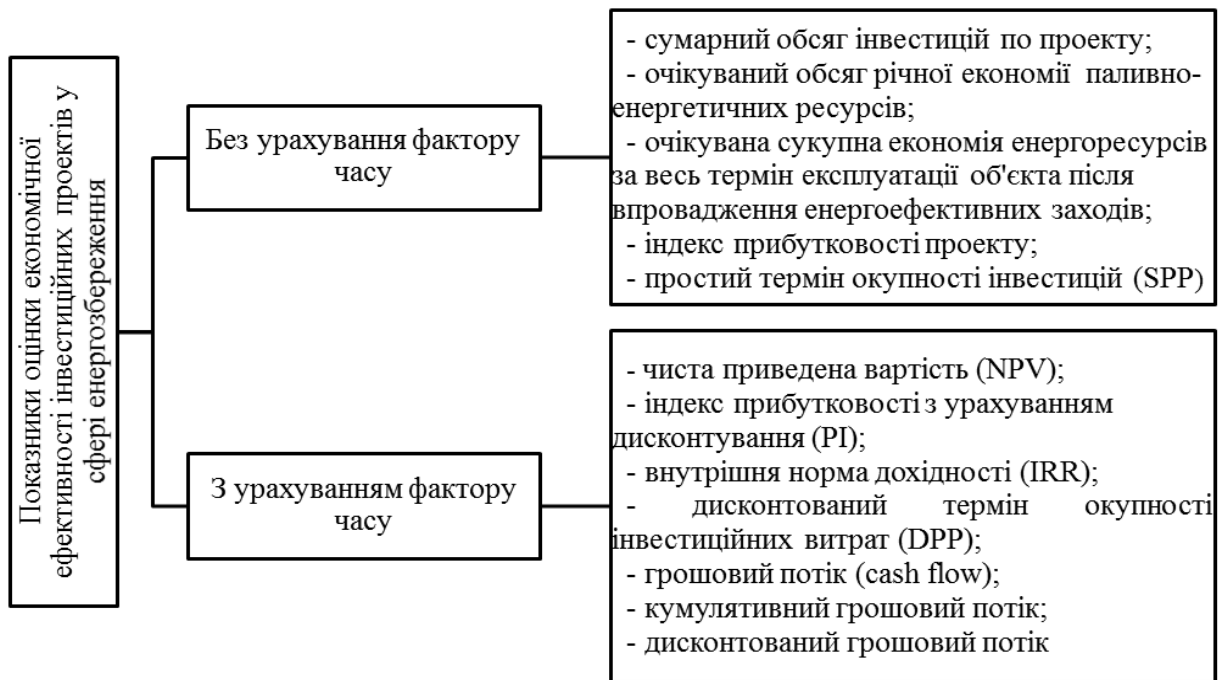 Показники оцінки економічної
ефективності інвестиційних проектів у
сфері енергозбереження
Без урахування фактору
часу
- сумарний обсяг інвестицій по проекту;
- очікуваний обсяг річної економії паливно-
енергетичних ресурсів;
- очікувана сукупна економія енергоресурсів
за весь термін експлуатації об'єкта після
впровадження енергоефективних заходів;
- індекс прибутковості проекту;
- простий термін окупності інвестицій (SPP)
З урахуванням фактору
часу
- чиста приведена вартість (NPV);
- індекс прибутковості з урахуванням
дисконтування (PI);
- внутрішня норма дохідності (IRR);
- дисконтований термін окупності
інвестиційних витрат (DPP);
- грошовий потік (cash flow);
- кумулятивний грошовий потік;
- дисконтований грошовий потік